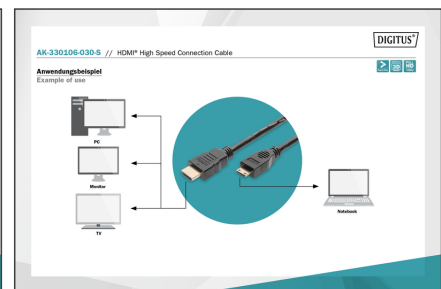 DIGITUS®
AK-330106-030-S // HDMI® High Speed Connection Cable
Anwendungsbeispiel
Example of use
PC
Monitor
TV
Notebook